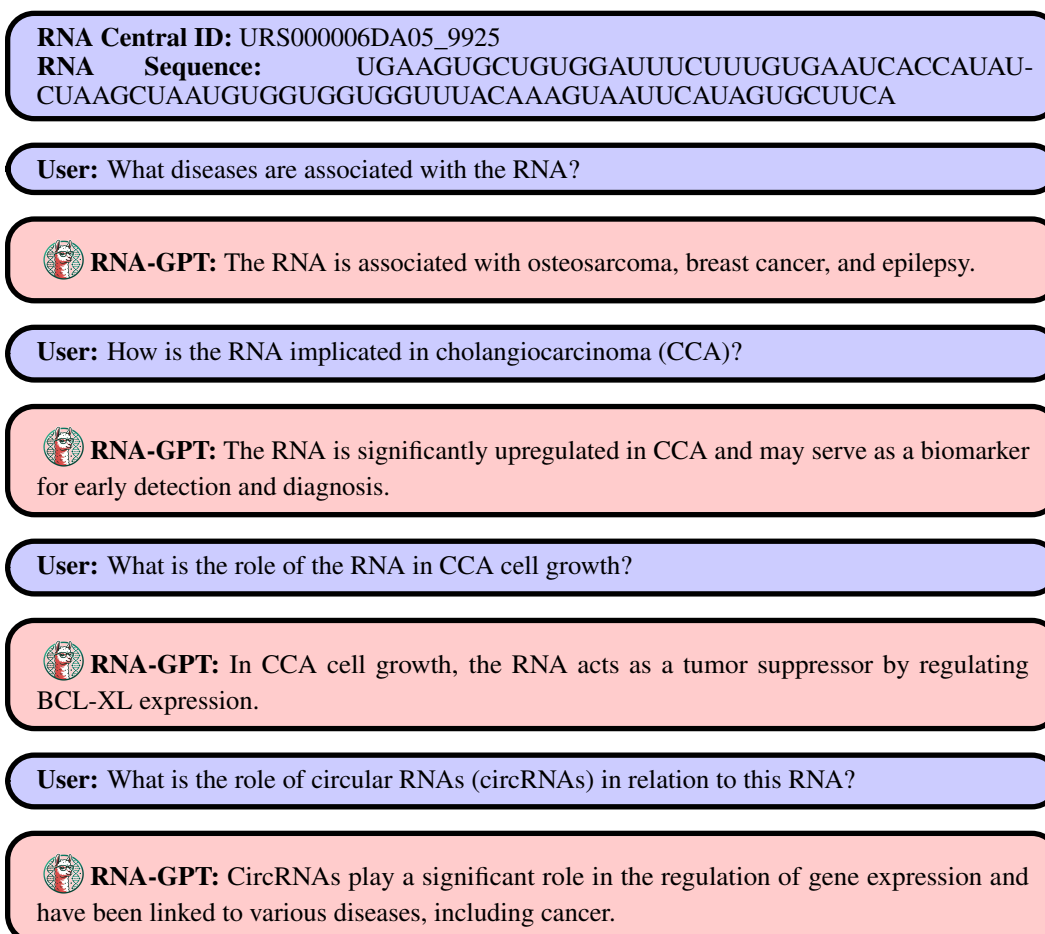 RNA Central ID: URS000006DA05_9925
RNA Sequence: UGAAGUGCUGUGGAUUUCUUUGUGAAUCACCAUAU-
CUAAGCUAAUGUGGUGGUGGUUUACAAAGUAAUUCAUAGUGCUUCA
User: What diseases are associated with the RNA?
RNA-GPT: The RNA is associated with osteosarcoma, breast cancer, and epilepsy.
User: How is the RNA implicated in cholangiocarcinoma (CCA)?
RNA-GPT: The RNA is significantly upregulated in CCA and may serve as a biomarker
for early detection and diagnosis.
User: What is the role of the RNA in CCA cell growth?
RNA-GPT: In CCA cell growth, the RNA acts as a tumor suppressor by regulating
BCL-XL expression.
User: What is the role of circular RNAs (circRNAs) in relation to this RNA?
RNA-GPT: CircRNAs play a significant role in the regulation of gene expression and
have been linked to various diseases, including cancer.